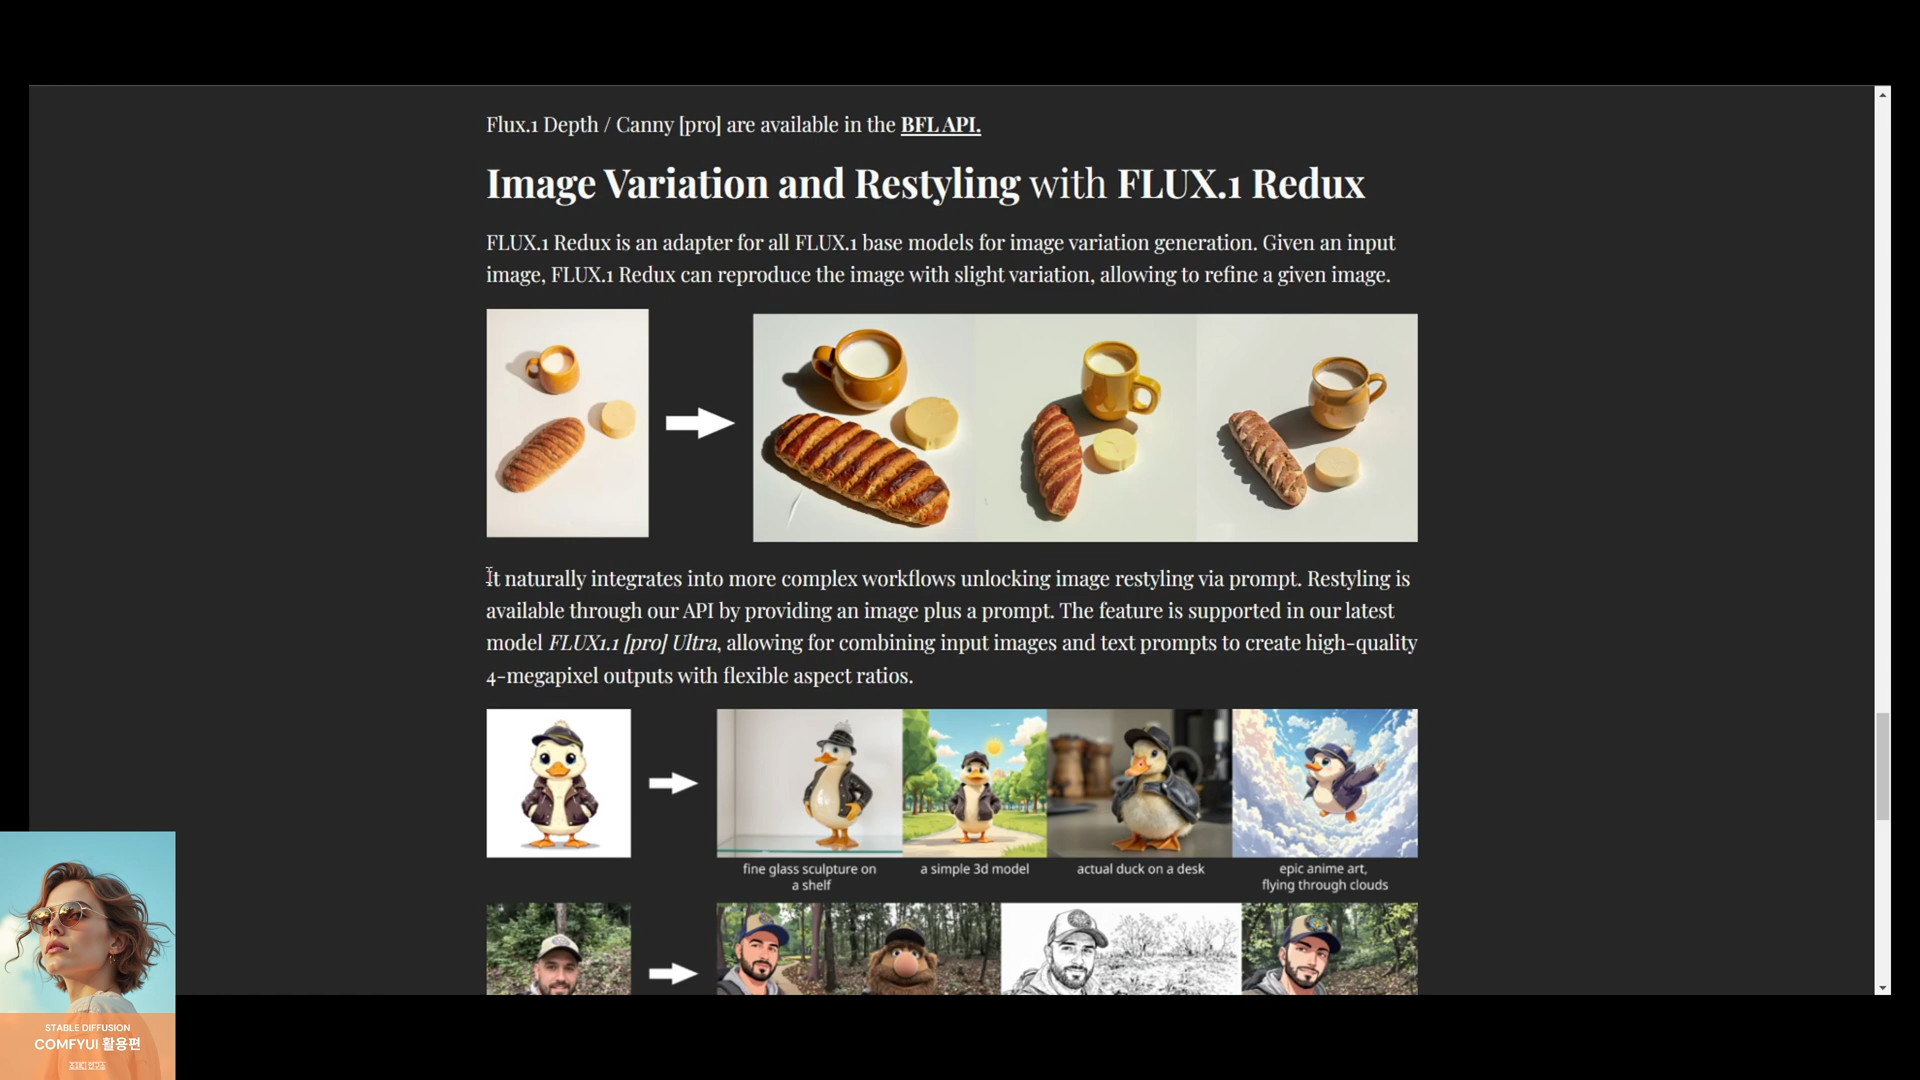 Flux.1 Depth / Canny [pro] are available in the BFL API.
Image Variation and Restyling with FLUX.1 Redux
FLUX.1 Redux is an adapter for all FLUX.1 base models for image variation generation. Given an input
image, FLUX.1 Redux can reproduce the image with slight variation, allowing to refine a given image.
It naturally integrates into more complex workflows unlocking image restyling via prompt. Restyling is
available through our API by providing an image plus a prompt. The feature is supported in our latest
model FLUX1.1 [pro] Ultra, allowing for combining input images and text prompts to create high-quality
4-megapixel outputs with flexible aspect ratios.
fine glass sculpture on
a shelf
a simple 3d model
actual duck on a desk
epic anime art,
flying through clouds
STABLE DIFFUSION
COMFYUI 활용편